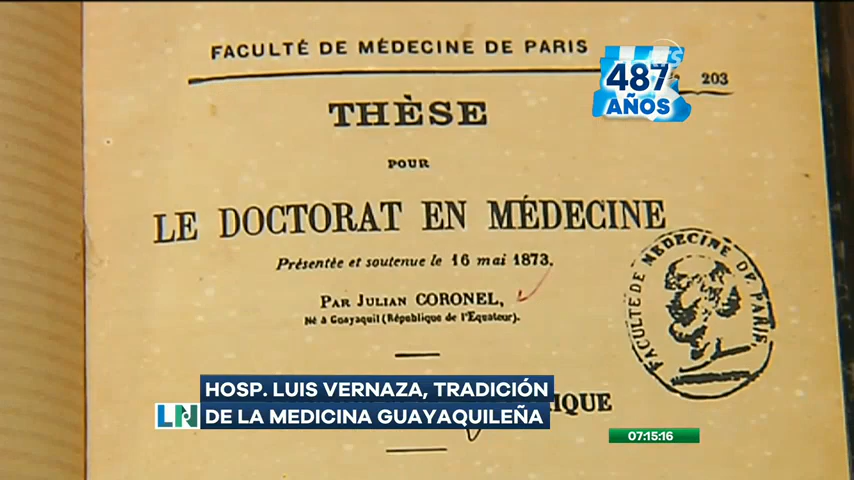 FACULTÉ DE MÉDECINE DE PARIS
203
487
AÑOS
THÈSE
POUR
LE DOCTORAT EN MÉDECINE
Présentée et soutenue le 16 mai 1873.
PAR JULIAN CORONEL,
Né à Guayaquil (République de l'Équateur).
FACULTÉ DE MÉDECINE DE PARIS.
HOSP. LUIS VERNAZA, TRADICIÓN
DE LA MEDICINA GUAYAQUILEÑA
LN
07:15:16